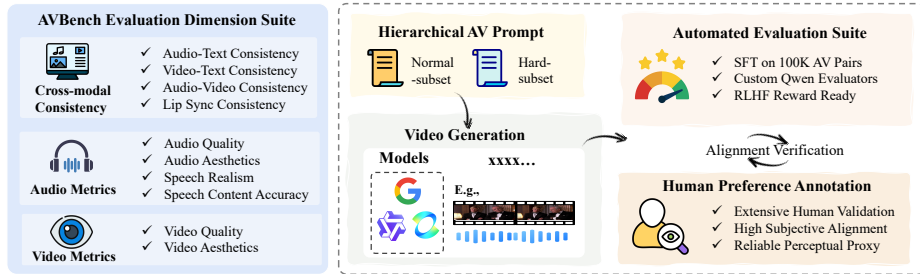 AVBench Evaluation Dimension Suite
Cross-modal
Consistency
✓ Audio-Text Consistency
✓ Video-Text Consistency
✓ Audio-Video Consistency
✓ Lip Sync Consistency
Audio Metrics
✓ Audio Quality
✓ Audio Aesthetics
✓ Speech Realism
✓ Speech Content Accuracy
Video Metrics
✓ Video Quality
✓ Video Aesthetics
Hierarchical AV Prompt
Normal
-subset
Hard-
subset
Video Generation
Models
xxxx...
E.g.,
Automated Evaluation Suite
✓ SFT on 100K AV Pairs
✓ Custom Qwen Evaluators
✓ RLHF Reward Ready
Alignment Verification
Human Preference Annotation
✓ Extensive Human Validation
✓ High Subjective Alignment
✓ Reliable Perceptual Proxy